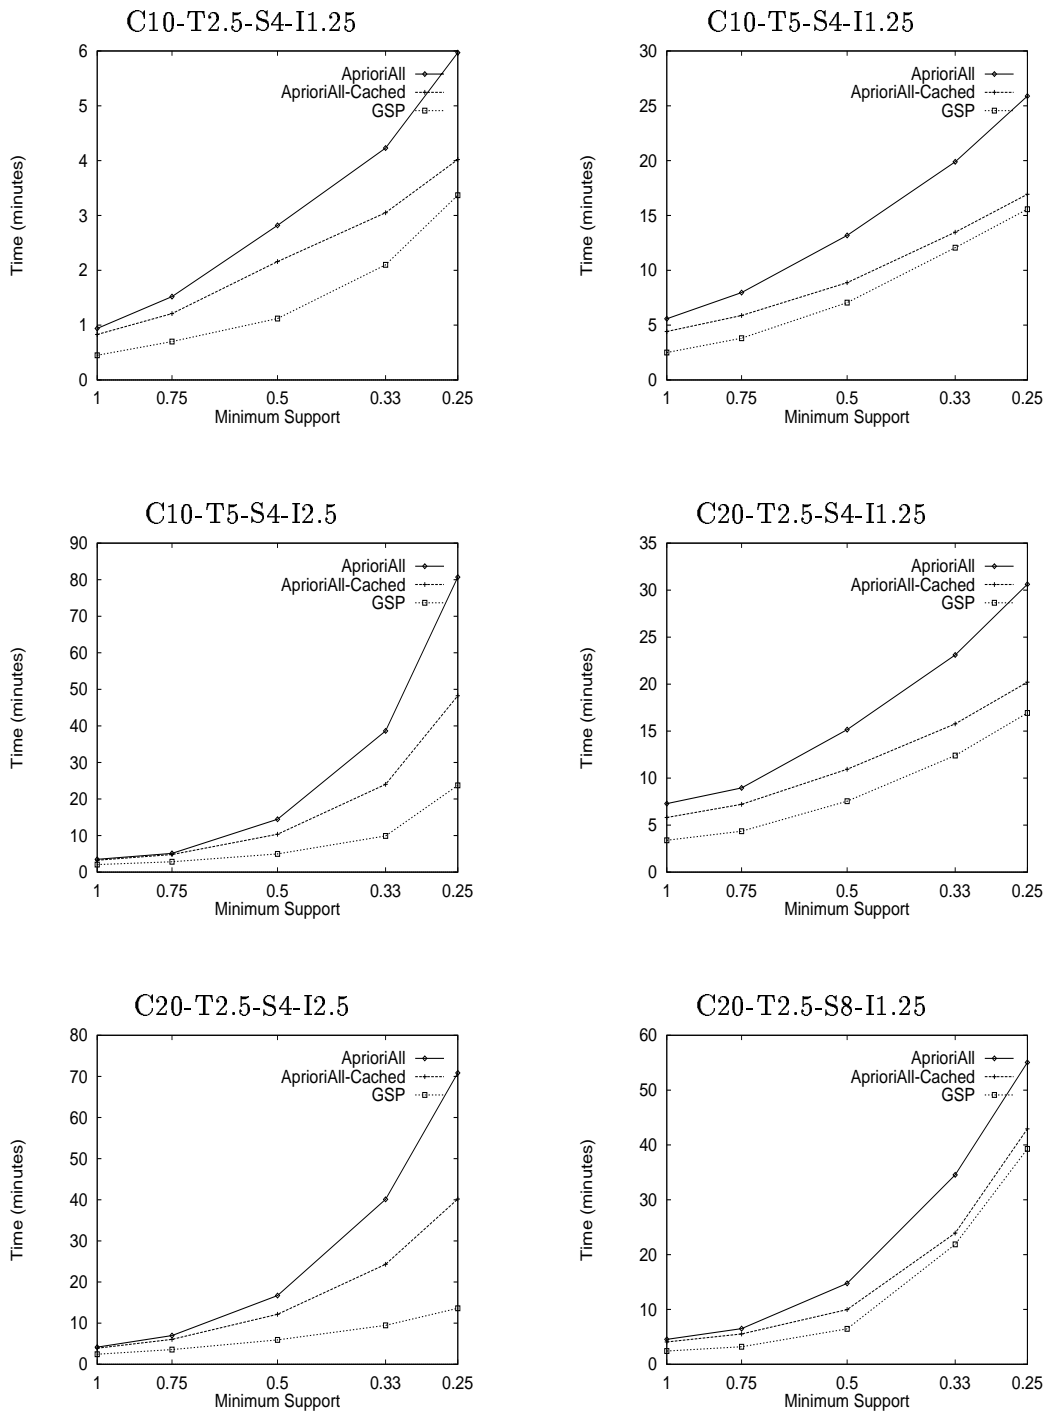 C10-T2.5-S4-I1.25
Time (minutes)
6
5
4
3
2
1
0
AprioriAll
AprioriAll-Cached
GSP
1 0.75 0.5 0.33 0.25
Minimum Support
C10-T5-S4-I1.25
Time (minutes)
30
25
20
15
10
5
0
AprioriAll
AprioriAll-Cached
GSP
1 0.75 0.5 0.33 0.25
Minimum Support
C10-T5-S4-I2.5
Time (minutes)
90
80
70
60
50
40
30
20
10
0
AprioriAll
AprioriAll-Cached
GSP
1 0.75 0.5 0.33 0.25
Minimum Support
C20-T2.5-S4-I1.25
Time (minutes)
35
30
25
20
15
10
5
0
AprioriAll
AprioriAll-Cached
GSP
1 0.75 0.5 0.33 0.25
Minimum Support
C20-T2.5-S4-I2.5
Time (minutes)
80
70
60
50
40
30
20
10
0
AprioriAll
AprioriAll-Cached
GSP
1 0.75 0.5 0.33 0.25
Minimum Support
C20-T2.5-S8-I1.25
Time (minutes)
60
50
40
30
20
10
0
AprioriAll
AprioriAll-Cached
GSP
1 0.75 0.5 0.33 0.25
Minimum Support